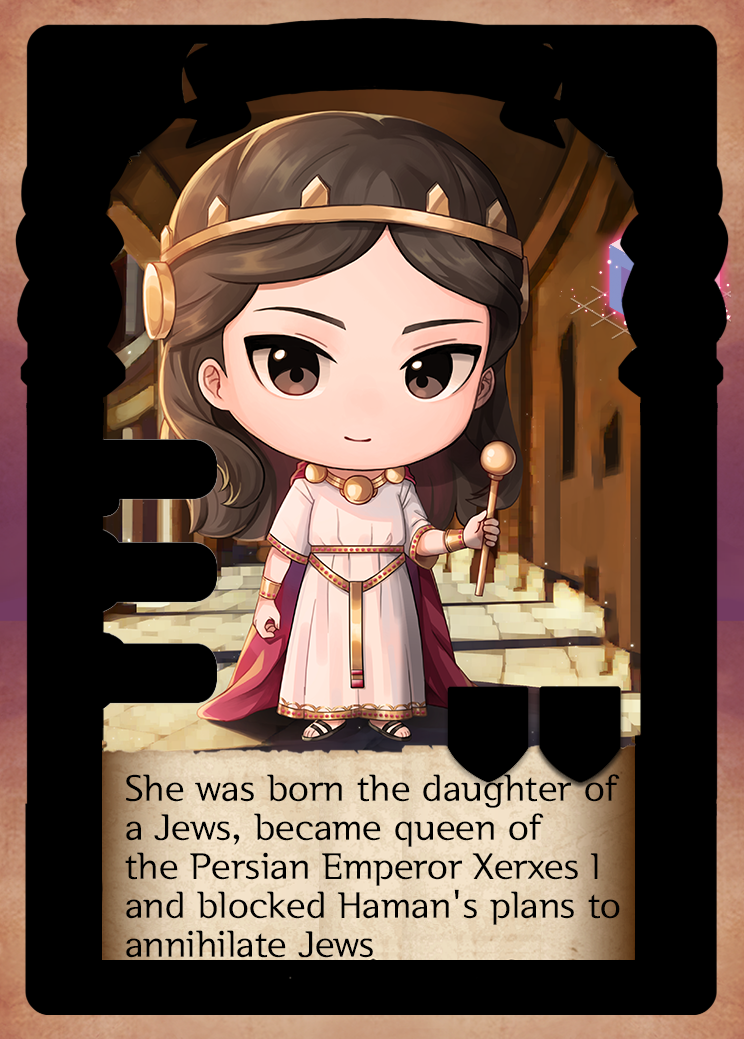 She was born the daughter of
a Jews, became queen of
the Persian Emperor Xerxes I
and blocked Haman's plans to
annihilate Jews